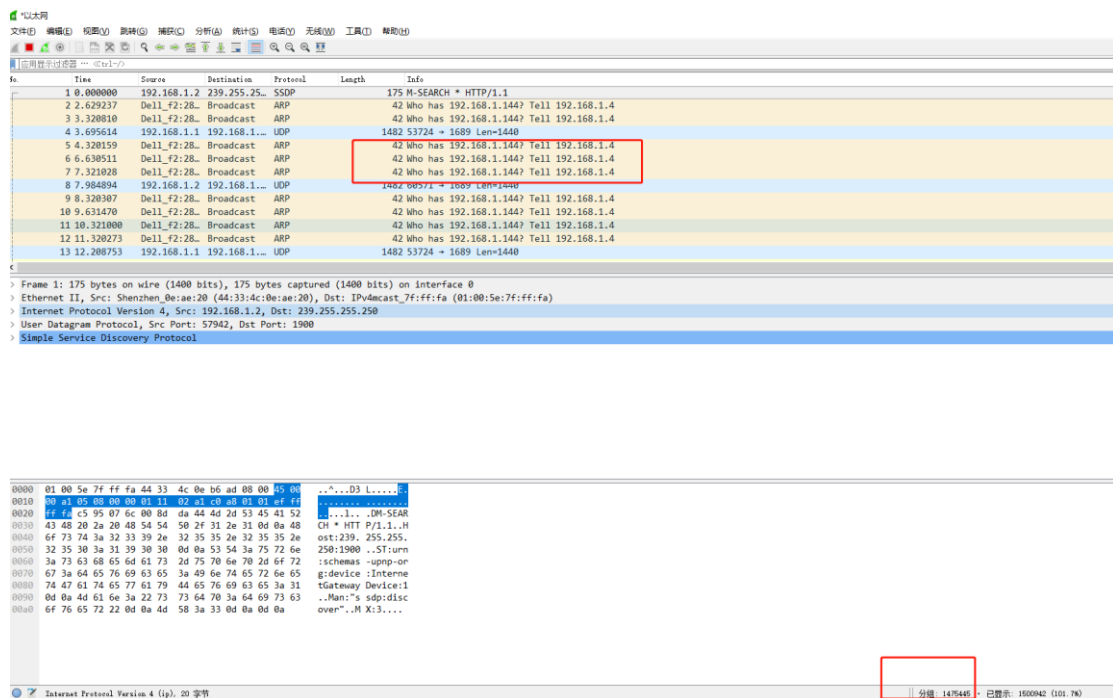 *以太网
文件(F) 编辑(E) 视图(V) 跳转(G) 捕获(C) 分析(A) 统计(S) 电话(Y) 无线(W) 工具(T) 帮助(H)
应用显示过滤器 … <Ctrl-/>
No. Time Source Destination Protocol Length Info
1 0.000000 192.168.1.2 239.255.25… SSDP 175 M-SEARCH * HTTP/1.1
2 2.629237 Dell_f2:28… Broadcast ARP 42 Who has 192.168.1.144? Tell 192.168.1.4
3 3.320810 Dell_f2:28… Broadcast ARP 42 Who has 192.168.1.144? Tell 192.168.1.4
4 3.695614 192.168.1.1 192.168.1.… UDP 1482 53724 → 1689 Len=1440
5 4.320159 Dell_f2:28… Broadcast ARP 42 Who has 192.168.1.144? Tell 192.168.1.4
6 6.630511 Dell_f2:28… Broadcast ARP 42 Who has 192.168.1.144? Tell 192.168.1.4
7 7.321028 Dell_f2:28… Broadcast ARP 42 Who has 192.168.1.144? Tell 192.168.1.4
8 7.984894 192.168.1.2 192.168.1.… UDP 1482 60571 → 1689 Len=1440
9 8.320307 Dell_f2:28… Broadcast ARP 42 Who has 192.168.1.144? Tell 192.168.1.4
10 9.631470 Dell_f2:28… Broadcast ARP 42 Who has 192.168.1.144? Tell 192.168.1.4
11 10.321000 Dell_f2:28… Broadcast ARP 42 Who has 192.168.1.144? Tell 192.168.1.4
12 11.320273 Dell_f2:28… Broadcast ARP 42 Who has 192.168.1.144? Tell 192.168.1.4
13 12.208753 192.168.1.1 192.168.1.… UDP 1482 53724 → 1689 Len=1440
Frame 1: 175 bytes on wire (1400 bits), 175 bytes captured (1400 bits) on interface 0
Ethernet II, Src: Shenzhen_0e:ae:20 (44:33:4c:0e:ae:20), Dst: IPv4mcast_7f:ff:fa (01:00:5e:7f:ff:fa)
Internet Protocol Version 4, Src: 192.168.1.2, Dst: 239.255.255.250
User Datagram Protocol, Src Port: 57942, Dst Port: 1900
Simple Service Discovery Protocol
0000 01 00 5e 7f ff fa 44 33 4c 0e b6 ad 08 00 45 00 ..^...D3 L.....E.
0010 00 a1 05 08 00 00 01 11 02 a1 c0 a8 01 01 ef ff ........ ........
0020 ff fa c5 95 07 6c 00 8d da 44 4d 2d 53 45 41 52 .....l.. .DM-SEAR
0030 43 48 20 2a 20 48 54 54 50 2f 31 2e 31 0d 0a 48 CH * HTT P/1.1..H
0040 6f 73 74 3a 32 33 39 2e 32 35 35 2e 32 35 35 2e ost:239. 255.255.
0050 32 35 30 3a 31 39 30 30 0d 0a 53 54 3a 75 72 6e 250:1900 ..ST:urn
0060 3a 73 63 68 65 6d 61 73 2d 75 70 6e 70 2d 6f 72 :schemas -upnp-or
0070 67 3a 64 65 76 69 63 65 3a 49 6e 74 65 72 6e 65 g:device :Interne
0080 74 47 61 74 65 77 61 79 44 65 76 69 63 65 3a 31 tGateway Device:1
0090 0d 0a 4d 61 6e 3a 22 73 73 64 70 3a 64 69 73 63 ..Man:"s sdp:disc
00a0 6f 76 65 72 22 0d 0a 4d 58 3a 33 0d 0a 0d 0a over"..M X:3....
Internet Protocol Version 4 (ip), 20 字节 分组: 1475445 · 已显示: 1500942 (101.7%)